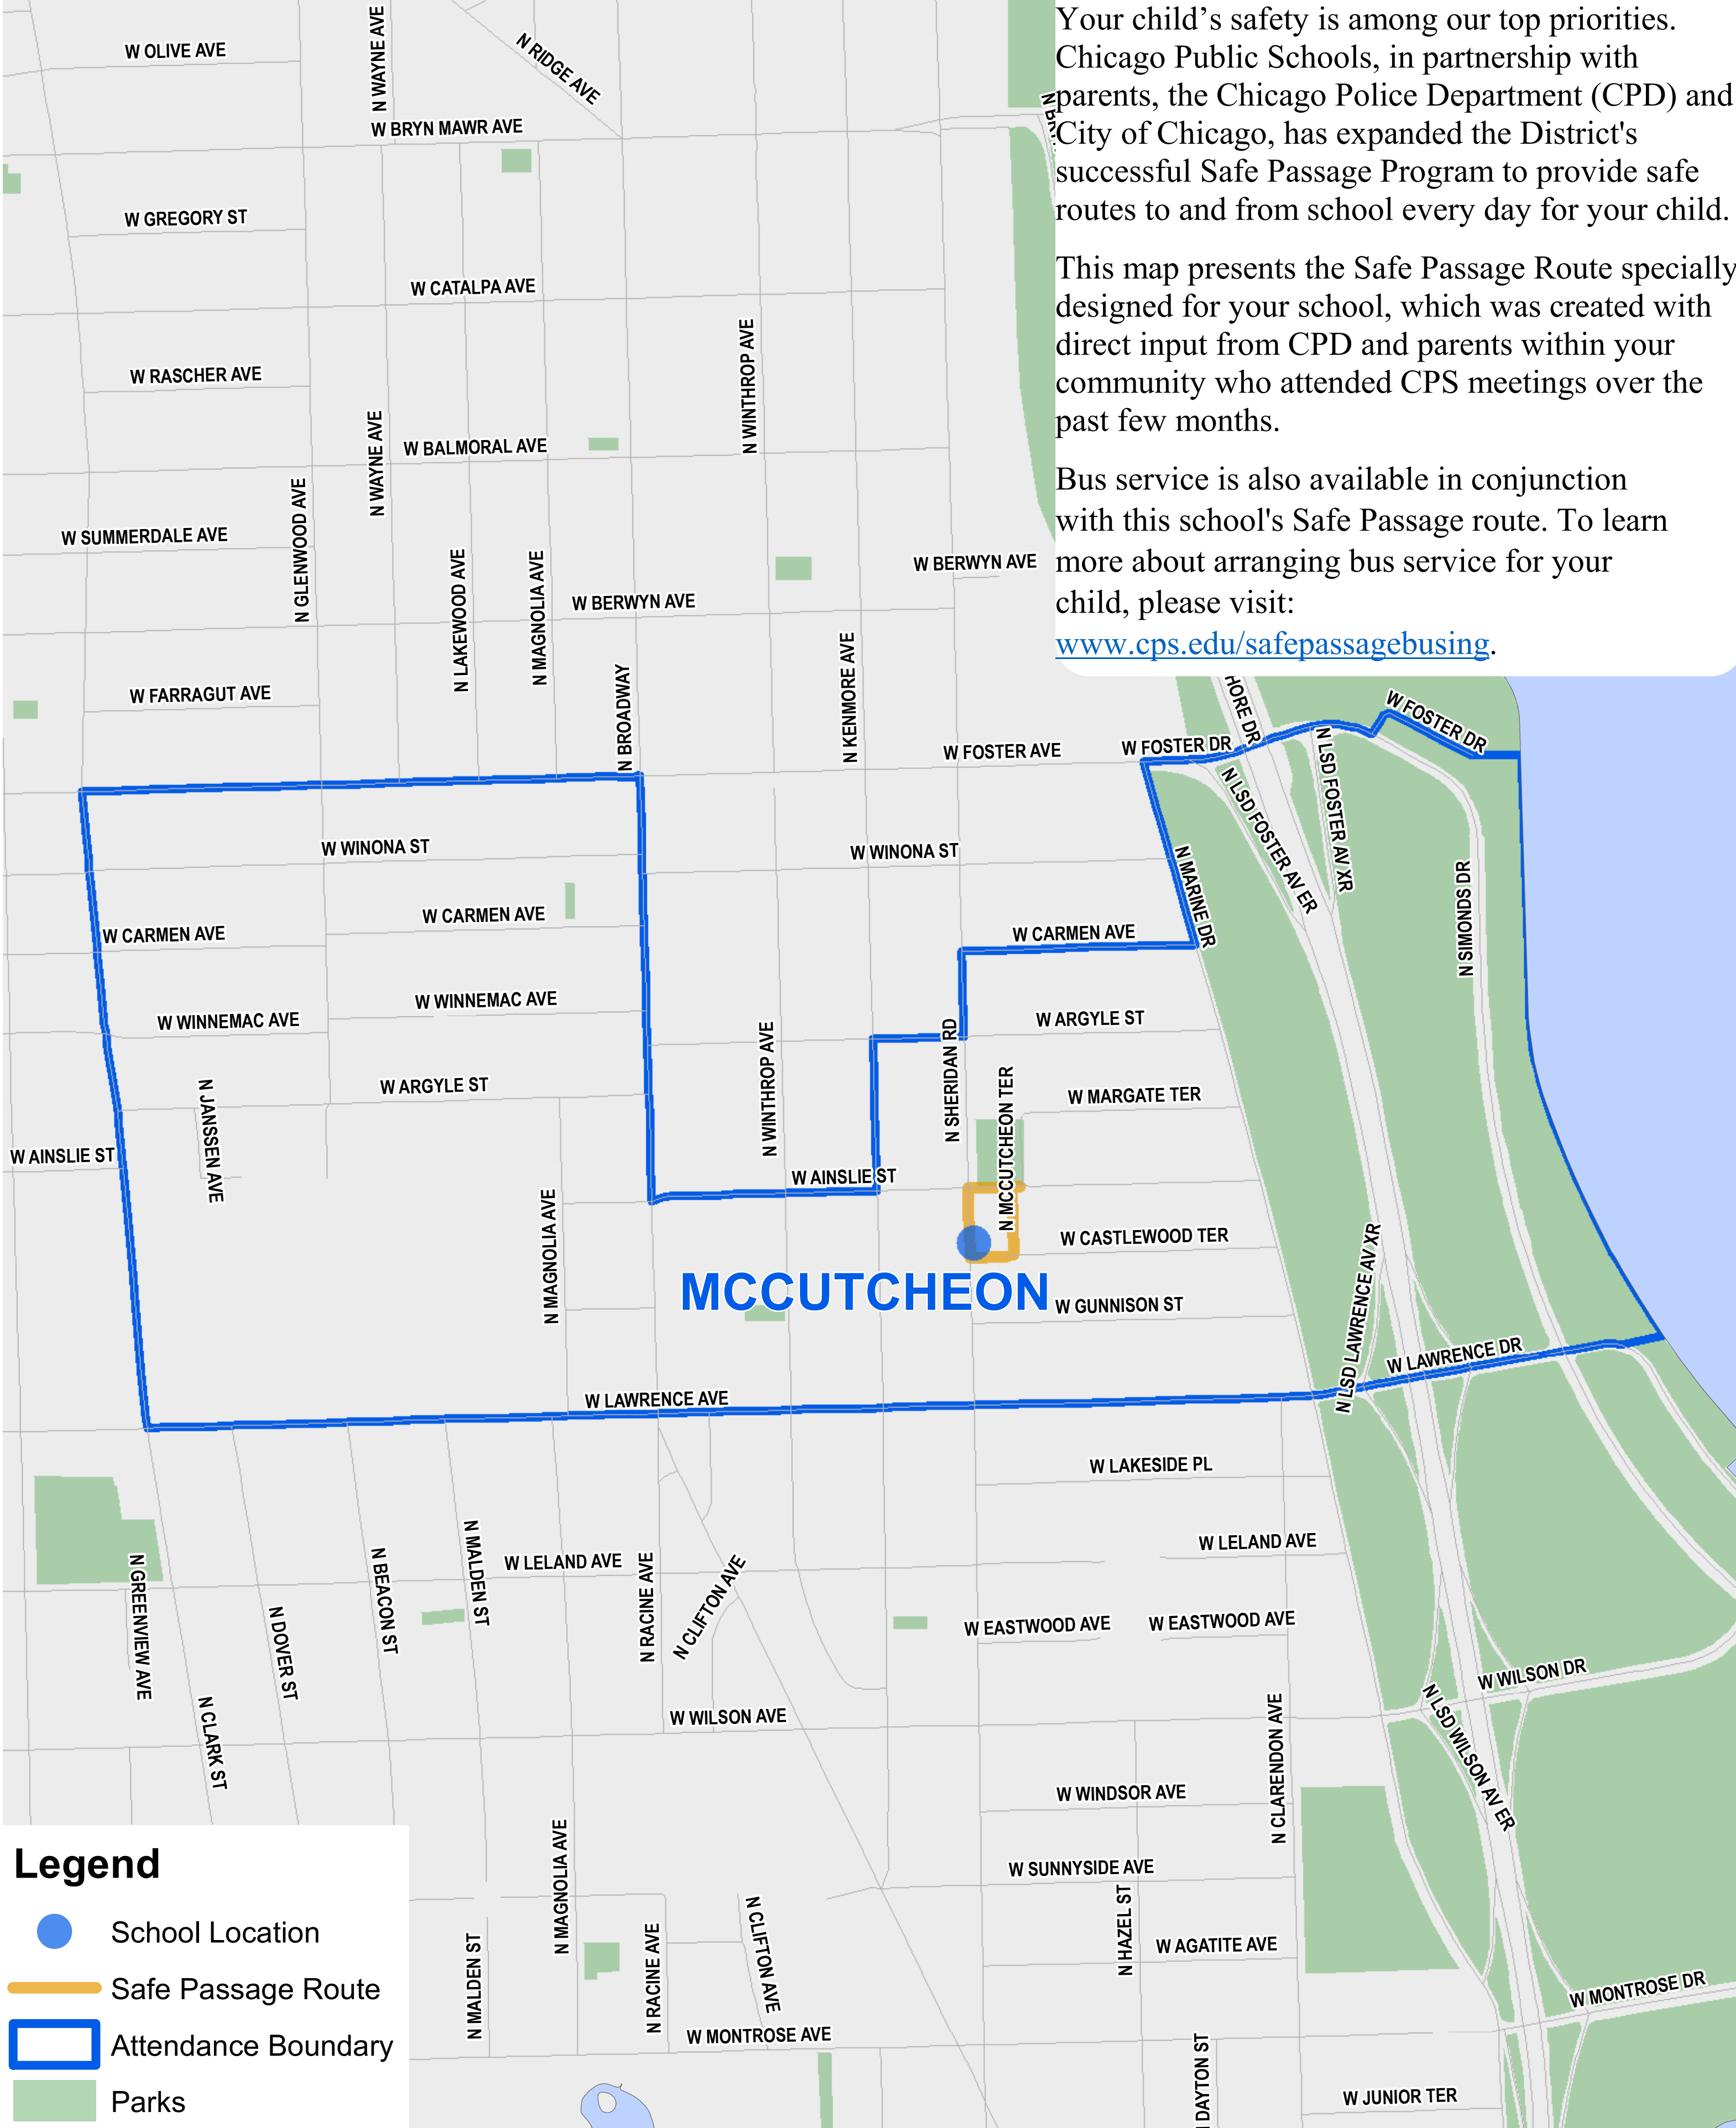 Your child’s safety is among our top priorities.
Chicago Public Schools, in partnership with
parents, the Chicago Police Department (CPD) and
City of Chicago, has expanded the District's
successful Safe Passage Program to provide safe
routes to and from school every day for your child.
This map presents the Safe Passage Route specially
designed for your school, which was created with
direct input from CPD and parents within your
community who attended CPS meetings over the
past few months.
Bus service is also available in conjunction
with this school's Safe Passage route. To learn
more about arranging bus service for your
child, please visit:
www.cps.edu/safepassagebusing.
W OLIVE AVE
N WAYNE AVE
N RIDGE AVE
W BRYN MAWR AVE
W GREGORY ST
W CATALPA AVE
N WINTHROP AVE
W RASCHER AVE
N WAYNE AVE
W BALMORAL AVE
N GLENWOOD AVE
W SUMMERDALE AVE
N LAKEWOOD AVE
N MAGNOLIA AVE
W BERWYN AVE
W BERWYN AVE
N KENMORE AVE
W FARRAGUT AVE
N BROADWAY
W FOSTER AVE
W FOSTER DR
HORE DR
W FOSTER DR
N LSD FOSTER AV ER
N LSD FOSTER AV XR
N SIMONDS DR
W WINONA ST
W WINONA ST
N MARINE DR
W CARMEN AVE
W CARMEN AVE
W CARMEN AVE
W WINNEMAC AVE
W WINNEMAC AVE
W ARGYLE ST
N WINTHROP AVE
N SHERIDAN RD
N MCCUTCHEON TER
N JANSSEN AVE
W ARGYLE ST
W MARGATE TER
W AINSLIE ST
W AINSLIE ST
N MAGNOLIA AVE
W CASTLEWOOD TER
MCCUTCHEON
W GUNNISON ST
N LSD LAWRENCE AV XR
W LAWRENCE DR
W LAWRENCE AVE
W LAKESIDE PL
N GREENVIEW AVE
N DOVER ST
N BEACON ST
N MALDEN ST
W LELAND AVE
N RACINE AVE
N CLIFTON AVE
W LELAND AVE
W EASTWOOD AVE
W EASTWOOD AVE
N CLARK ST
W WILSON AVE
W WILSON DR
N LSD WILSON AV ER
N CLARENDON AVE
W WINDSOR AVE
N MAGNOLIA AVE
W SUNNYSIDE AVE
N HAZEL ST
N MALDEN ST
N RACINE AVE
N CLIFTON AVE
W AGATITE AVE
W MONTROSE DR
W MONTROSE AVE
DAYTON ST
W JUNIOR TER
Legend
School Location
Safe Passage Route
Attendance Boundary
Parks